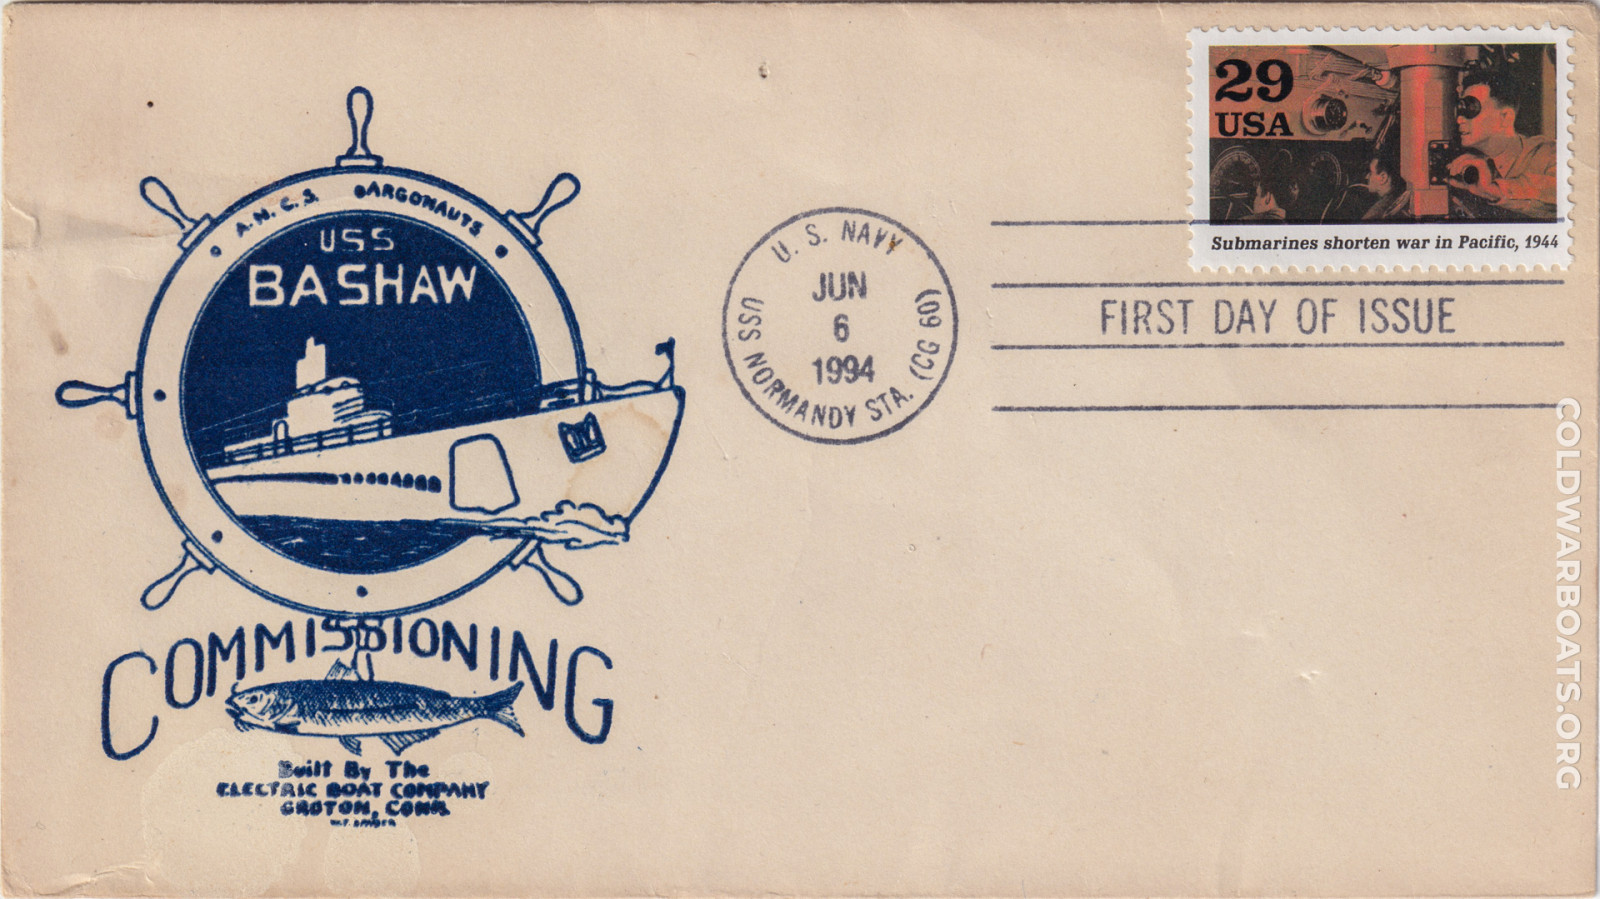 A.N.C.S. ARGONAUTS
USS
BASHAW
COMMISSIONING
Built By The
ELECTRIC BOAT COMPANY
GROTON, CONN.
U. S. NAVY
JUN
6
1994
USS NORMANDY STA. (CG 60)
29
USA
Submarines shorten war in Pacific, 1944
FIRST DAY OF ISSUE
COLDWARBOATS.ORG